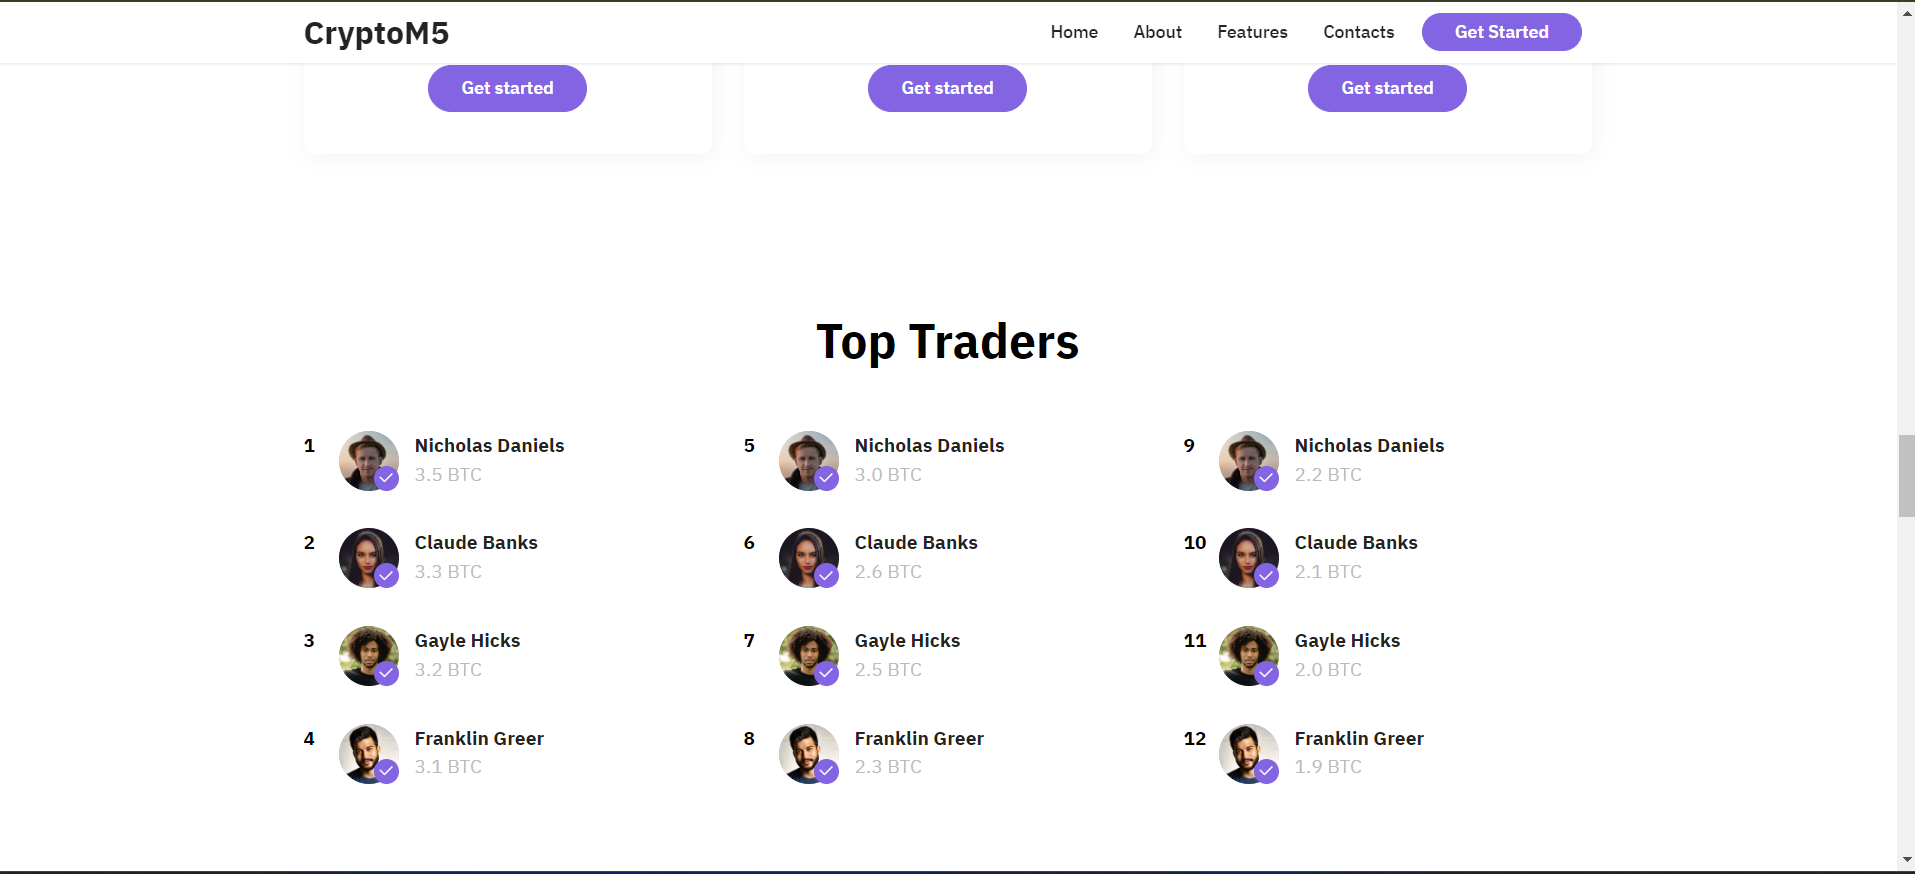 CryptoM5
Home About Features Contacts Get Started
Get started Get started Get started
Top Traders
1 Nicholas Daniels
3.5 BTC
2 Claude Banks
3.3 BTC
3 Gayle Hicks
3.2 BTC
4 Franklin Greer
3.1 BTC
5 Nicholas Daniels
3.0 BTC
6 Claude Banks
2.6 BTC
7 Gayle Hicks
2.5 BTC
8 Franklin Greer
2.3 BTC
9 Nicholas Daniels
2.2 BTC
10 Claude Banks
2.1 BTC
11 Gayle Hicks
2.0 BTC
12 Franklin Greer
1.9 BTC